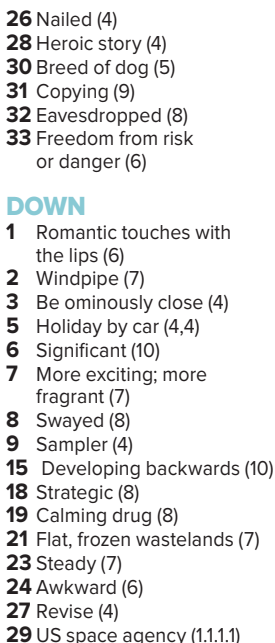 26 Nailed (4)
28 Heroic story (4)
30 Breed of dog (5)
31 Copying (9)
32 Eavesdropped (8)
33 Freedom from risk
or danger (6)
DOWN
1 Romantic touches with
the lips (6)
2 Windpipe (7)
3 Be ominously close (4)
5 Holiday by car (4,4)
6 Significant (10)
7 More exciting; more
fragrant (7)
8 Swayed (8)
9 Sampler (4)
15 Developing backwards (10)
18 Strategic (8)
19 Calming drug (8)
21 Flat, frozen wastelands (7)
23 Steady (7)
24 Awkward (6)
27 Revise (4)
29 US space agency (1.1.1.1)